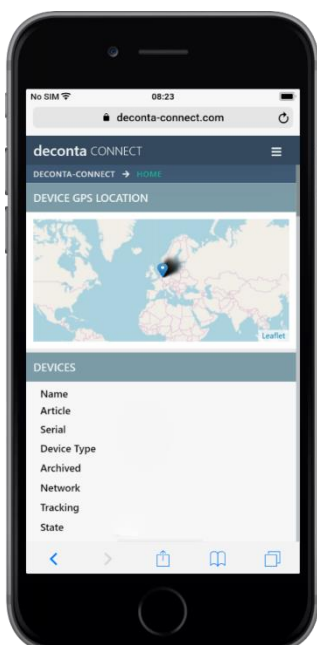 No SIM 08:23
deconta-connect.com
deconta CONNECT
DECONTA-CONNECT → HOME
DEVICE GPS LOCATION
Leaflet
DEVICES
Name
Article
Serial
Device Type
Archived
Network
Tracking
State